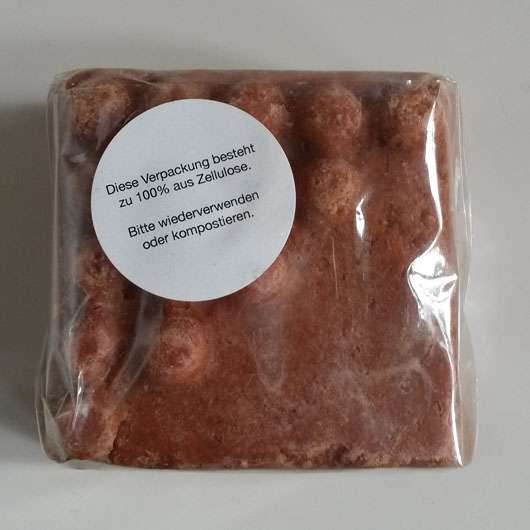 Diese Verpackung besteht
zu 100% aus Zellulose.
Bitte wiederverwenden
oder kompostieren.